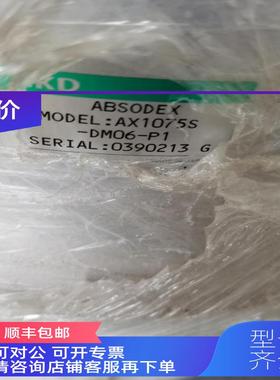 KD
价
ABSODEX
MODEL:AX1075S
-DM06-P1
SERIAL:0390213 G
顺丰包邮
可对公 可开专票
请咨询店铺客服再下单
型
齐